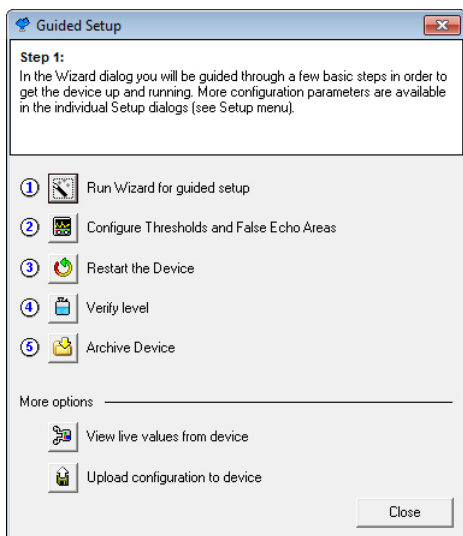 Guided Setup
Step 1:
In the Wizard dialog you will be guided through a few basic steps in order to
get the device up and running. More configuration parameters are available
in the individual Setup dialogs (see Setup menu).
1 Run Wizard for guided setup
2 Configure Thresholds and False Echo Areas
3 Restart the Device
4 Verify level
5 Archive Device
More options
View live values from device
Upload configuration to device
Close